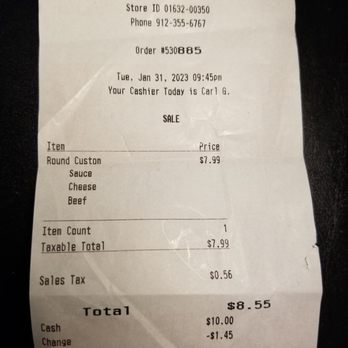 Store ID 01632-00350
Phone 912-355-6767
Order #530885
Tue, Jan 31, 2023 09:45pm
Your Cashier Today is Carl G.
SALE
Item Price
Round Custom $7.99
Sauce
Cheese
Beef
Item Count 1
Taxable Total $7.99
Sales Tax $0.56
Total $8.55
Cash $10.00
Change -$1.45